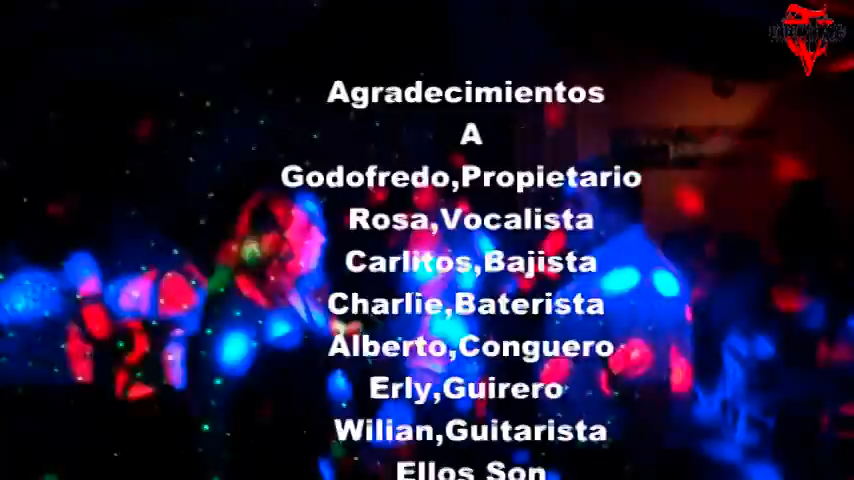 Agradecimientos
A
Godofredo,Propietario
Rosa,Vocalista
Carlitos,Bajista
Charlie,Baterista
Alberto,Conguero
Erly,Guirero
Wilian,Guitarista
Ellos Son